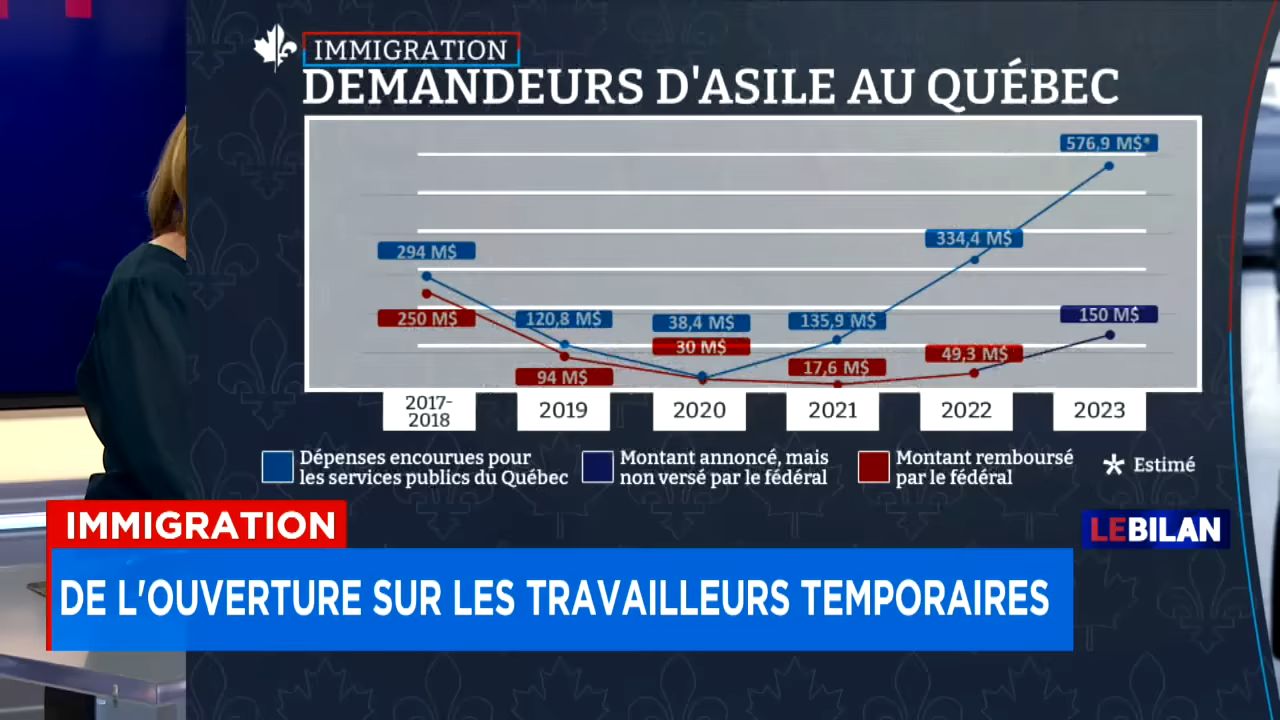 IMMIGRATION
DEMANDEURS D'ASILE AU QUÉBEC
576,9 M$*
294 M$
334,4 M$
250 M$
120,8 M$
38,4 M$
135,9 M$
150 M$
30 M$
94 M$
17,6 M$
49,3 M$
2017-
2018
2019
2020
2021
2022
2023
Dépenses encourues pour
les services publics du Québec
Montant annoncé, mais
non versé par le fédéral
Montant remboursé
par le fédéral
* Estimé
IMMIGRATION
LEBILAN
DE L'OUVERTURE SUR LES TRAVAILLEURS TEMPORAIRES